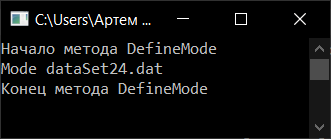 C:\Users\Артем ...
Начало метода DefineMode
Mode dataSet24.dat
Конец метода DefineMode